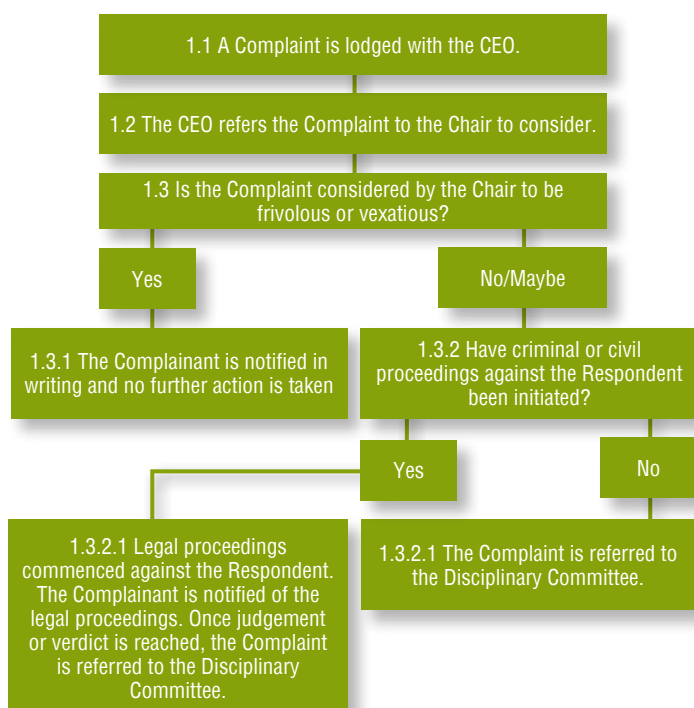 1.1 A Complaint is lodged with the CEO.
1.2 The CEO refers the Complaint to the Chair to consider.
1.3 Is the Complaint considered by the Chair to be
frivolous or vexatious?
Yes
No/Maybe
1.3.1 The Complainant is notified in
writing and no further action is taken
1.3.2 Have criminal or civil
proceedings against the Respondent
been initiated?
Yes
No
1.3.2.1 Legal proceedings
commenced against the Respondent.
The Complainant is notified of the
legal proceedings. Once judgement
or verdict is reached, the Complaint
is referred to the Disciplinary
Committee.
1.3.2.1 The Complaint is referred to
the Disciplinary Committee.